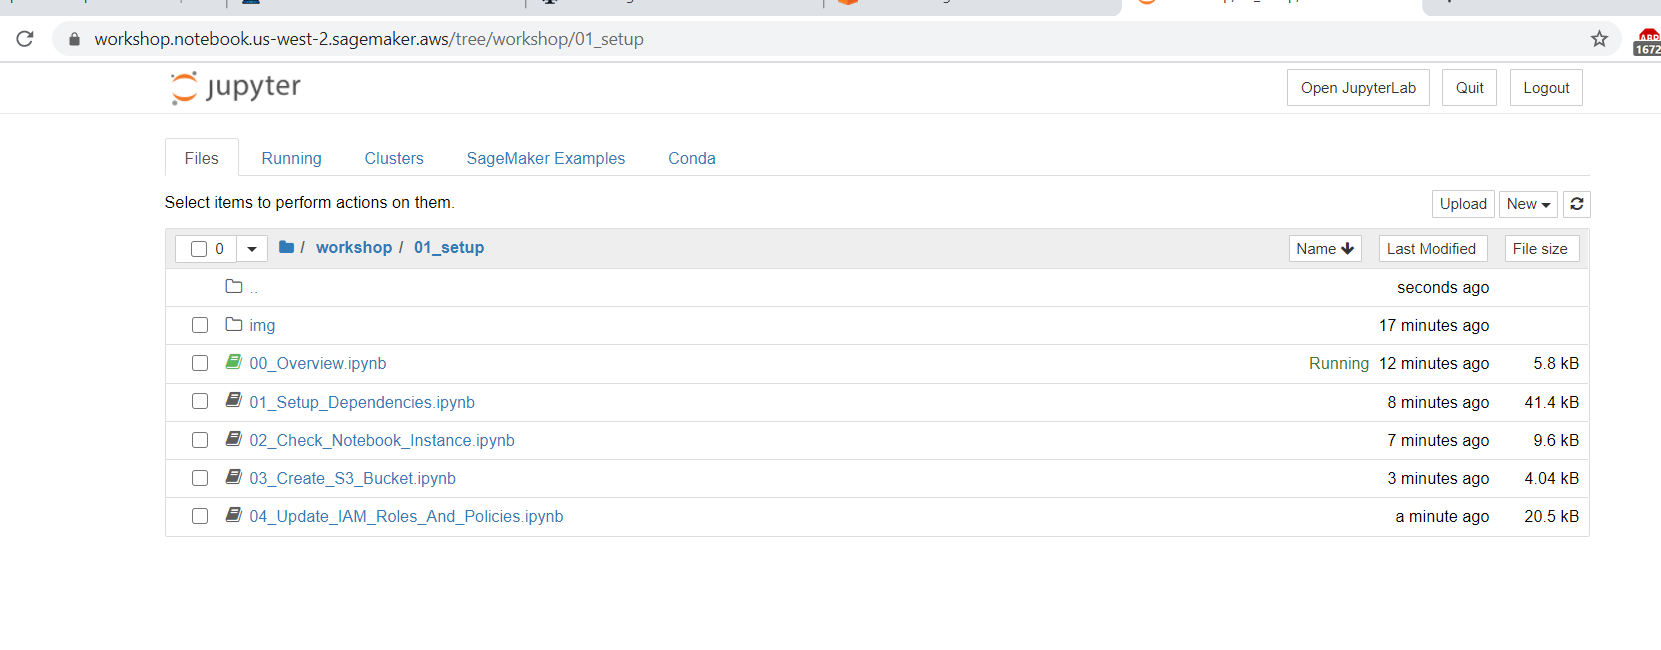 workshop.notebook.us-west-2.sagemaker.aws/tree/workshop/01_setup
ABP
1672
jupyter
Open JupyterLab Quit Logout
Files Running Clusters SageMaker Examples Conda
Select items to perform actions on them.
Upload New
0 / workshop / 01_setup Name Last Modified File size
.. seconds ago
img 17 minutes ago
00_Overview.ipynb Running 12 minutes ago 5.8 kB
01_Setup_Dependencies.ipynb 8 minutes ago 41.4 kB
02_Check_Notebook_Instance.ipynb 7 minutes ago 9.6 kB
03_Create_S3_Bucket.ipynb 3 minutes ago 4.04 kB
04_Update_IAM_Roles_And_Policies.ipynb a minute ago 20.5 kB